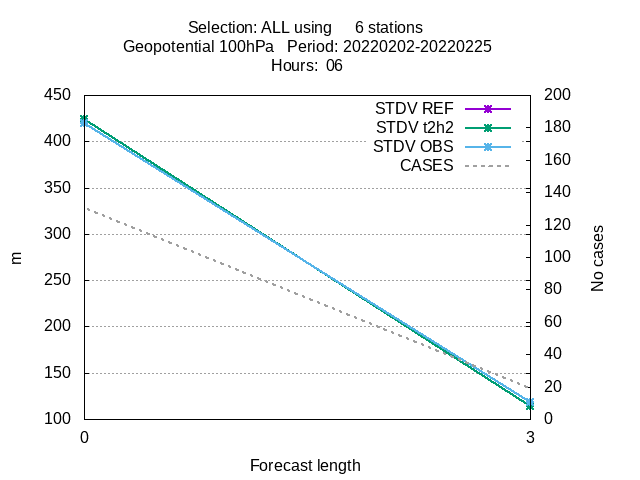 Selection: ALL using     6 stations
Geopotential 100hPa   Period: 20220202-20220225
Hours:  06
450
400
350
300
250
200
150
100
m
STDV REF
STDV t2h2
STDV OBS
CASES
200
180
160
140
120
100
80
60
40
20
0
No cases
0
3
Forecast length